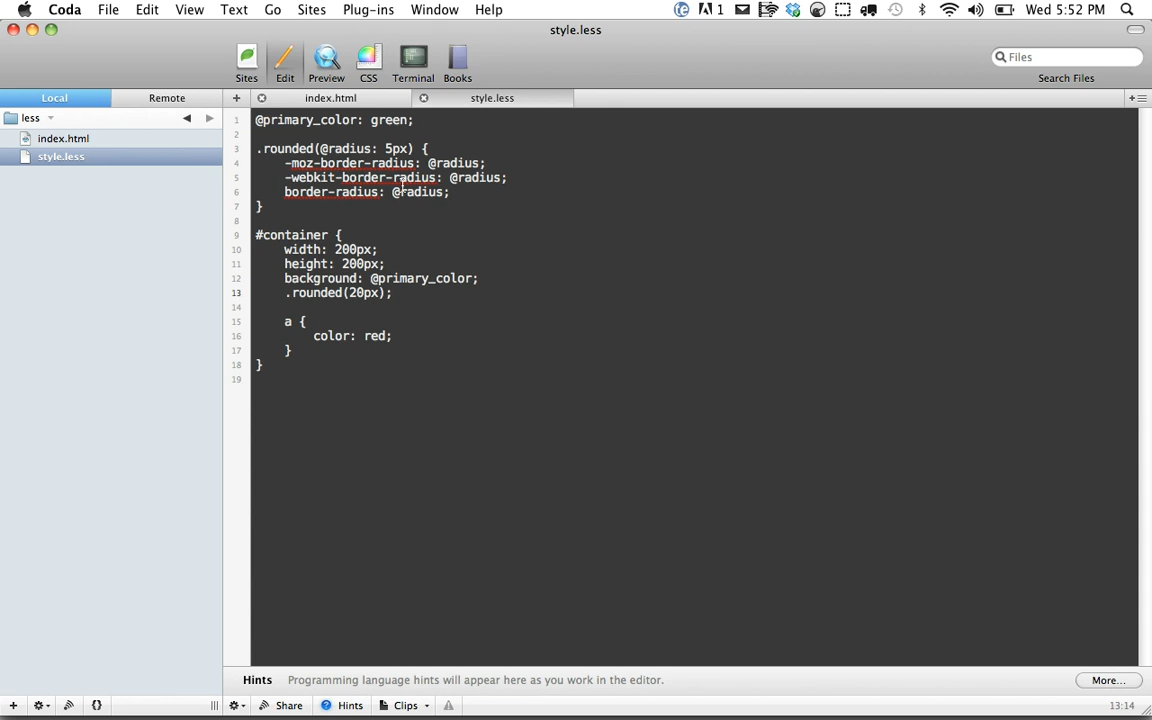 Coda File Edit View Text Go Sites Plug-ins Window Help 1 Wed 5:52 PM
style.less
Files
Sites Edit Preview CSS Terminal Books Search Files
Local Remote + index.html style.less
less
index.html
style.less
1 @primary_color: green;
2
3 .rounded(@radius: 5px) {
4 -moz-border-radius: @radius;
5 -webkit-border-radius: @radius;
6 border-radius: @radius;
7 }
8
9 #container {
10 width: 200px;
11 height: 200px;
12 background: @primary_color;
13 .rounded(20px);
14
15 a {
16 color: red;
17 }
18 }
19
Hints Programming language hints will appear here as you work in the editor. More...
+ {} Share ? Hints Clips 13:14